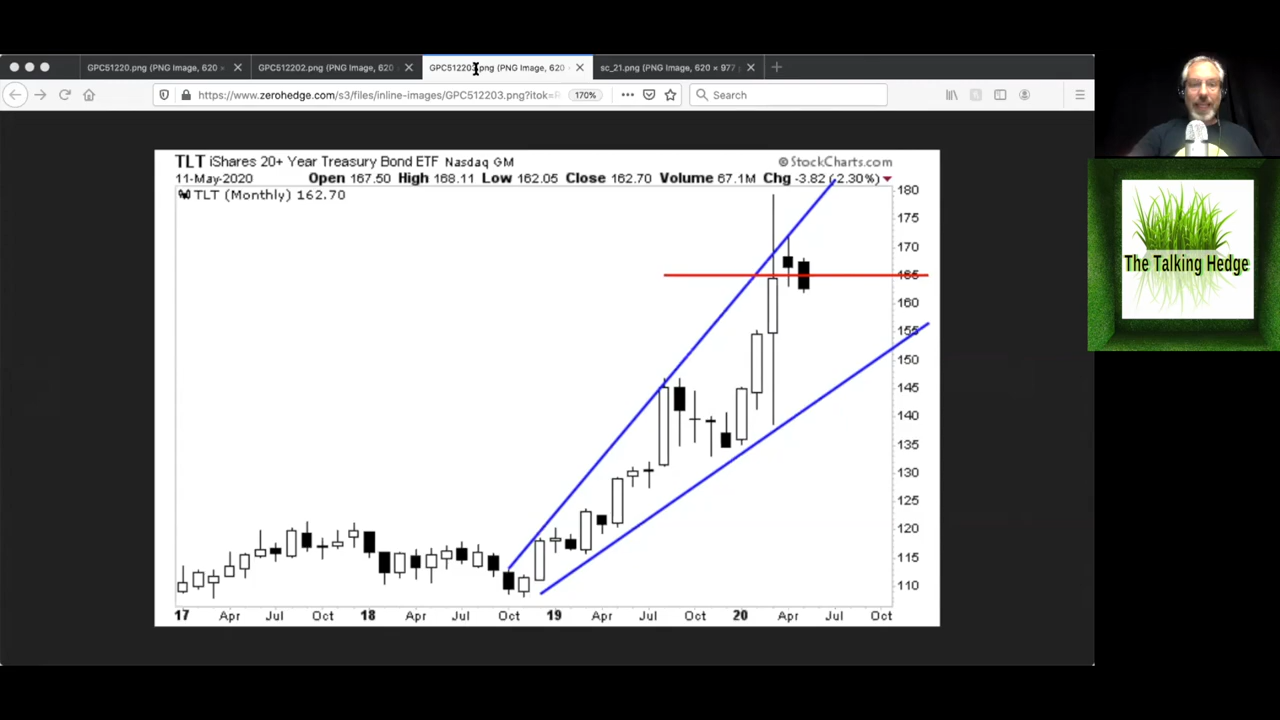 GPC51220.png (PNG Image, 620 ×
GPC512202.png (PNG Image, 620
GPC512203.png (PNG Image, 620
sc_21.png (PNG Image, 620 × 977
https://www.zerohedge.com/s3/files/inline-images/GPC512203.png?itok=
170%
Search
TLT iShares 20+ Year Treasury Bond ETF Nasdaq GM
©StockCharts.com
11-May-2020 Open 167.50 High 168.11 Low 162.05 Close 162.70 Volume 67.1M Chg -3.82 (-2.30%)
TLT (Monthly) 162.70
180
175
170
165
160
155
150
145
140
135
130
125
120
115
110
17 Apr Jul Oct 18 Apr Jul Oct 19 Apr Jul Oct 20 Apr Jul Oct
The Talking Hedge